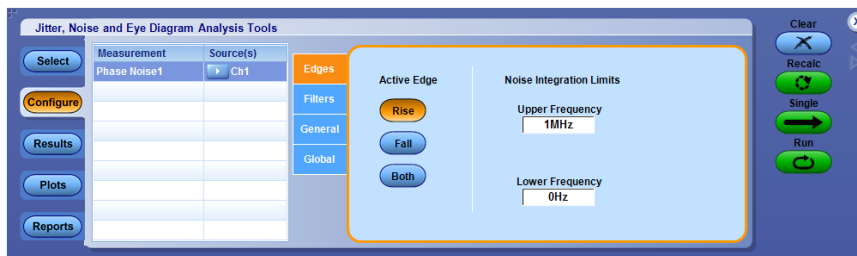 Jitter, Noise and Eye Diagram Analysis Tools
Clear
Select
Measurement Source(s)
Phase Noise1 Ch1
Edges
Active Edge
Noise Integration Limits
Recalc
Configure
Filters
Rise
Upper Frequency
1MHz
Single
General
Results
Fall
Run
Global
Plots
Both
Lower Frequency
0Hz
Reports